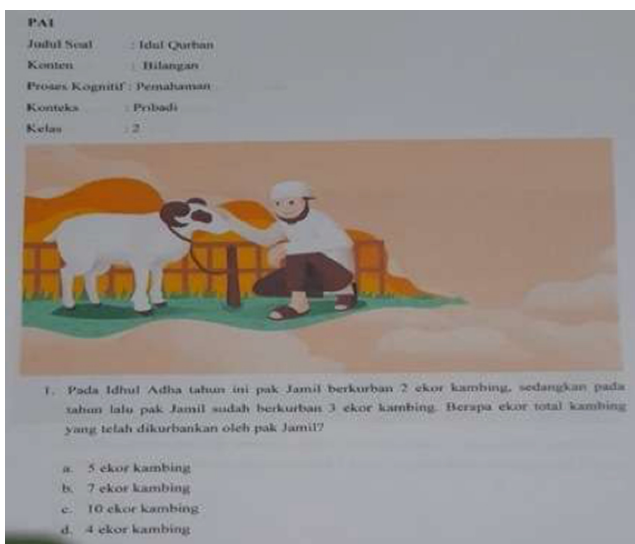 PAI
Judul Soal : Idul Qurban
Konten : Bilangan
Proses Kognitif : Pemahaman
Konteks : Pribadi
Kelas : 2
1. Pada Idhul Adha tahun ini pak Jamil berkurban 2 ekor kambing, sedangkan pada
tahun lalu pak Jamil sudah berkurban 3 ekor kambing. Berapa ekor total kambing
yang telah dikurbankan oleh pak Jamil?
a. 5 ekor kambing
b. 7 ekor kambing
c. 10 ekor kambing
d. 4 ekor kambing